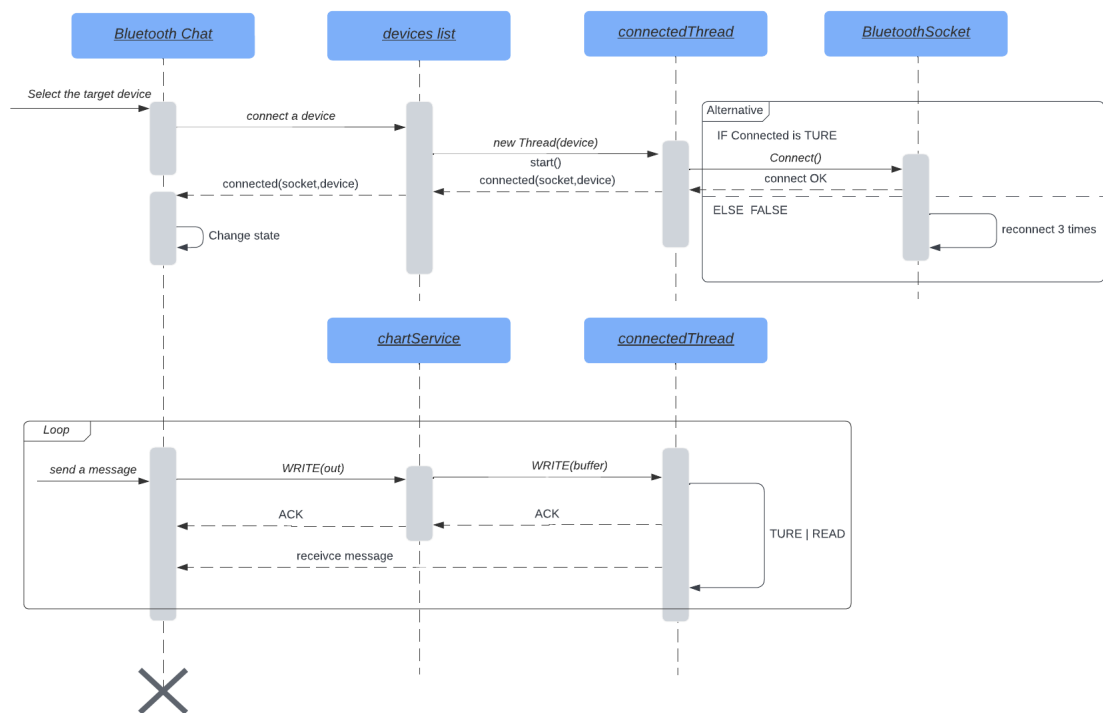 Bluetooth Chat
devices list
connectedThread
BluetoothSocket
Select the target device
connect a device
Alternative
IF Connected is TURE
new Thread(device)
start()
Connect()
connect OK
connected(socket,device)
connected(socket,device)
ELSE FALSE
Change state
reconnect 3 times
chartService
connectedThread
Loop
send a message
WRITE(out)
WRITE(buffer)
ACK
ACK
TURE | READ
receivce message